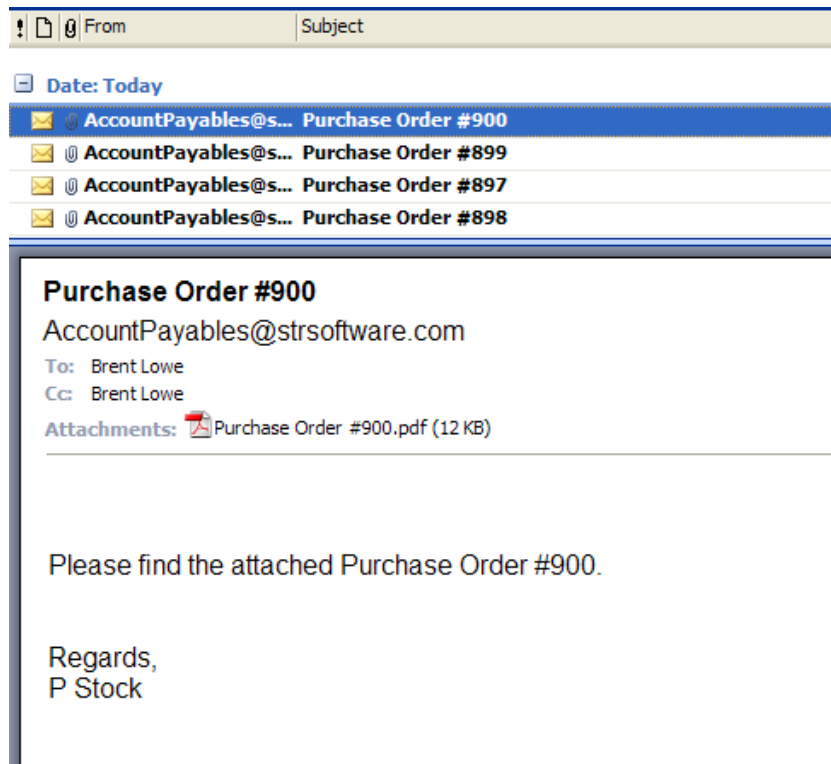 From Subject
Date: Today
AccountPayables@s... Purchase Order #900
AccountPayables@s... Purchase Order #899
AccountPayables@s... Purchase Order #897
AccountPayables@s... Purchase Order #898
Purchase Order #900
AccountPayables@strsoftware.com
To: Brent Lowe
Cc: Brent Lowe
Attachments: Purchase Order #900.pdf (12 KB)
Please find the attached Purchase Order #900.
Regards,
P Stock